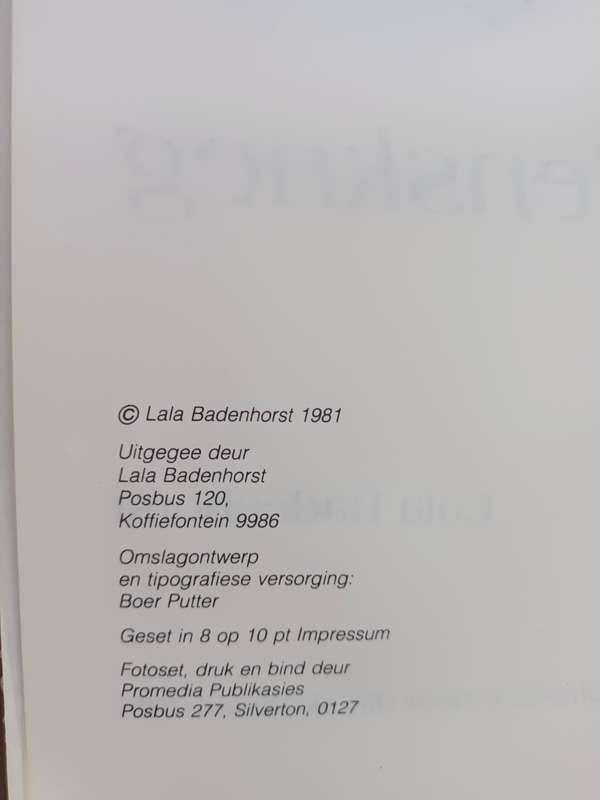 © Lala Badenhorst 1981
Uitgegee deur
Lala Badenhorst
Posbus 120,
Koffiefontein 9986
Omslagontwerp
en tipografiese versorging:
Boer Putter
Geset in 8 op 10 pt Impressum
Fotoset, druk en bind deur
Promedia Publikasies
Posbus 277, Silverton, 0127